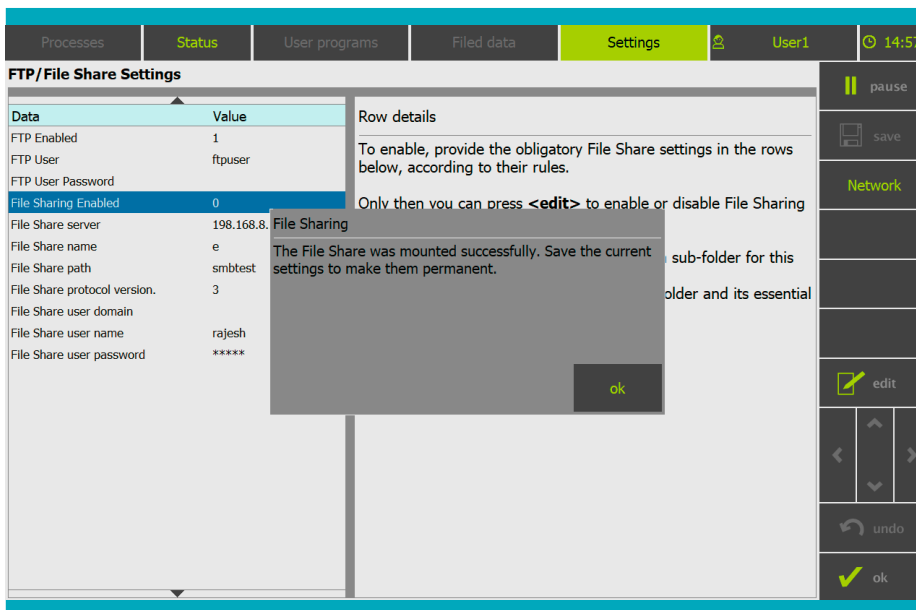 Processes
Status
User programs
Filed data
Settings
User1
14:57
FTP/File Share Settings
pause
save
Network
edit
undo
ok
Data Value
FTP Enabled 1
FTP User ftpuser
FTP User Password
File Sharing Enabled 0
File Share server 198.168.8.
File Share name e
File Share path smbtest
File Share protocol version. 3
File Share user domain
File Share user name rajesh
File Share user password *****
Row details
To enable, provide the obligatory File Share settings in the rows
below, according to their rules.
Only then you can press <edit> to enable or disable File Sharing
sub-folder for this
older and its essential
File Sharing
The File Share was mounted successfully. Save the current
settings to make them permanent.
ok